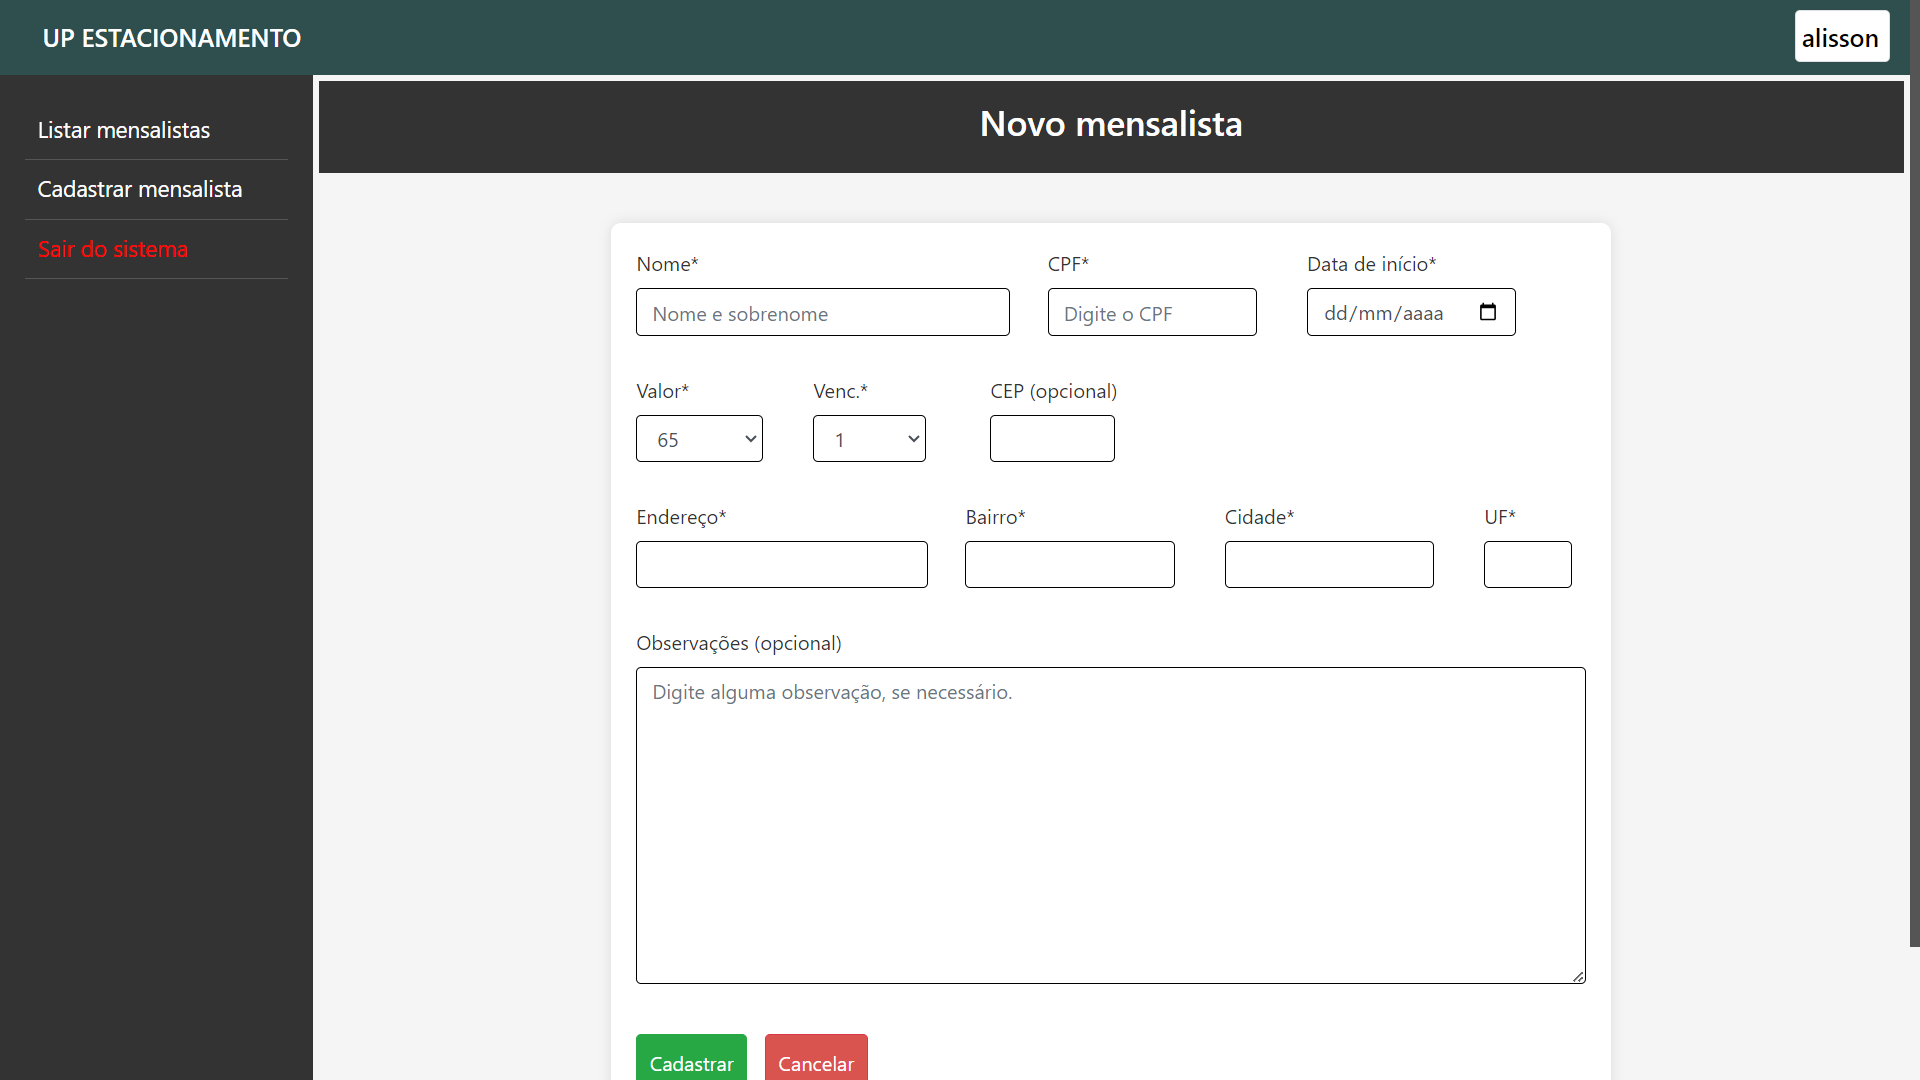 UP ESTACIONAMENTO
alisson
Listar mensalistas
Cadastrar mensalista
Sair do sistema
Novo mensalista
Nome* CPF* Data de início*
Nome e sobrenome Digite o CPF dd/mm/aaaa
Valor* Venc.* CEP (opcional)
65 1
Endereço* Bairro* Cidade* UF*
Observações (opcional)
Digite alguma observação, se necessário.
Cadastrar Cancelar